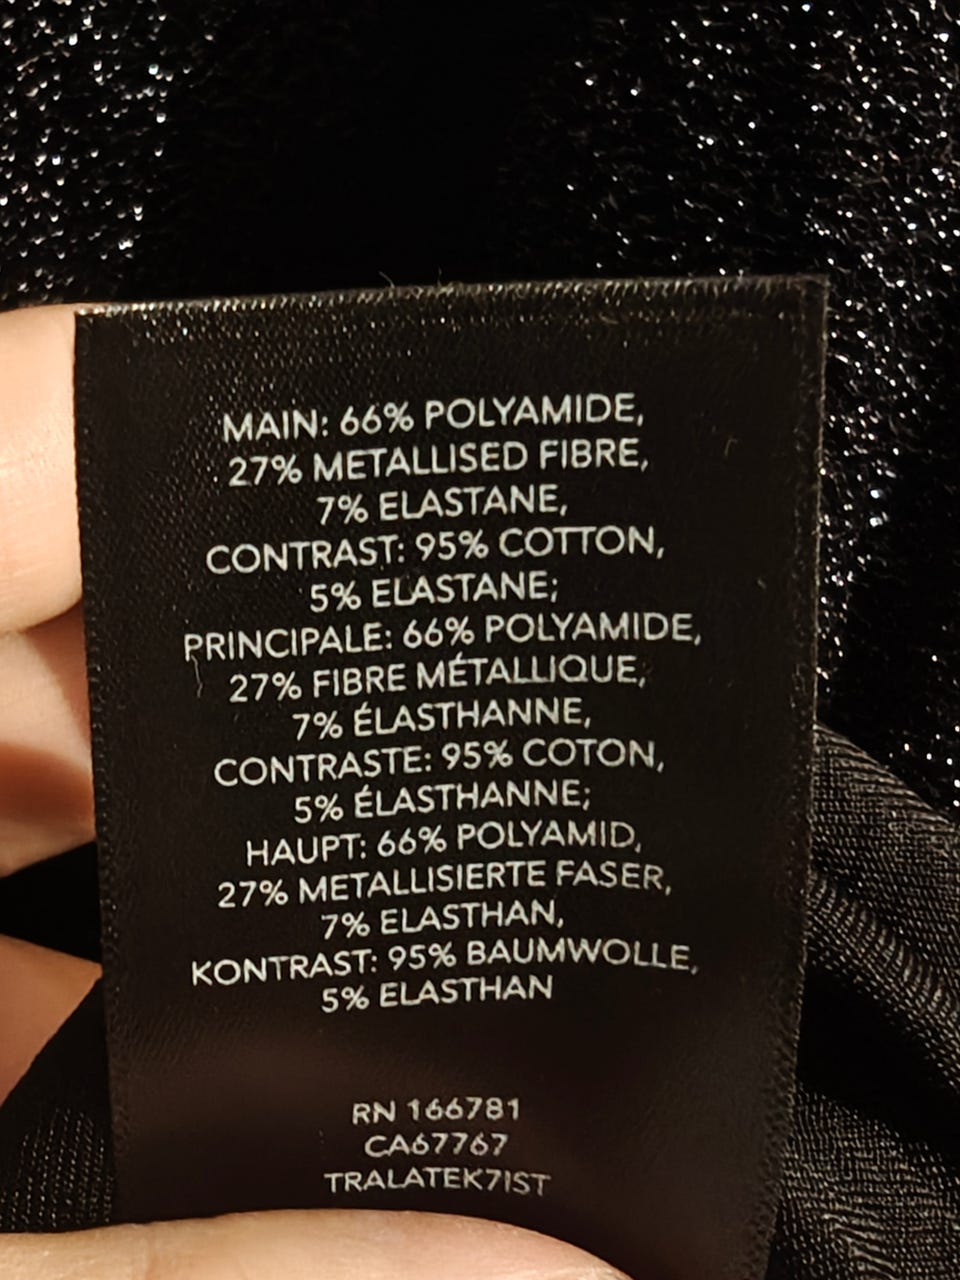 MAIN: 66% POLYAMIDE,
27% METALLISED FIBRE,
7% ELASTANE,
CONTRAST: 95% COTTON,
5% ELASTANE;
PRINCIPALE: 66% POLYAMIDE,
27% FIBRE MÉTALLIQUE,
7% ÉLASTHANNE,
CONTRASTE: 95% COTON,
5% ÉLASTHANNE;
HAUPT: 66% POLYAMID,
27% METALLISIERTE FASER,
7% ELASTHAN,
KONTRAST: 95% BAUMWOLLE,
5% ELASTHAN
RN 166781
CA67767
TRALATEK7IST